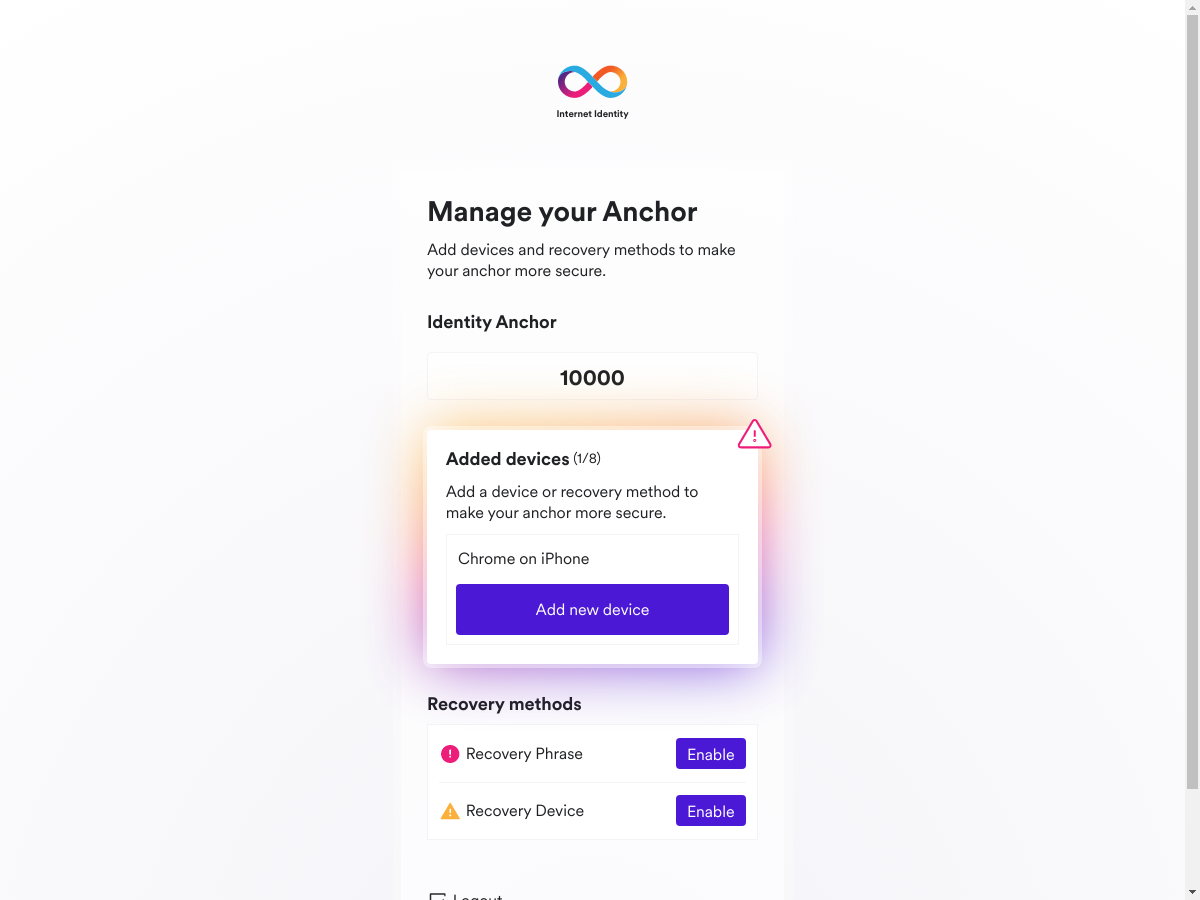 Internet Identity
Manage your Anchor
Add devices and recovery methods to make
your anchor more secure.
Identity Anchor
10000
Added devices (1/8)
Add a device or recovery method to
make your anchor more secure.
Chrome on iPhone
Add new device
Recovery methods
Recovery Phrase Enable
Recovery Device Enable
Logout